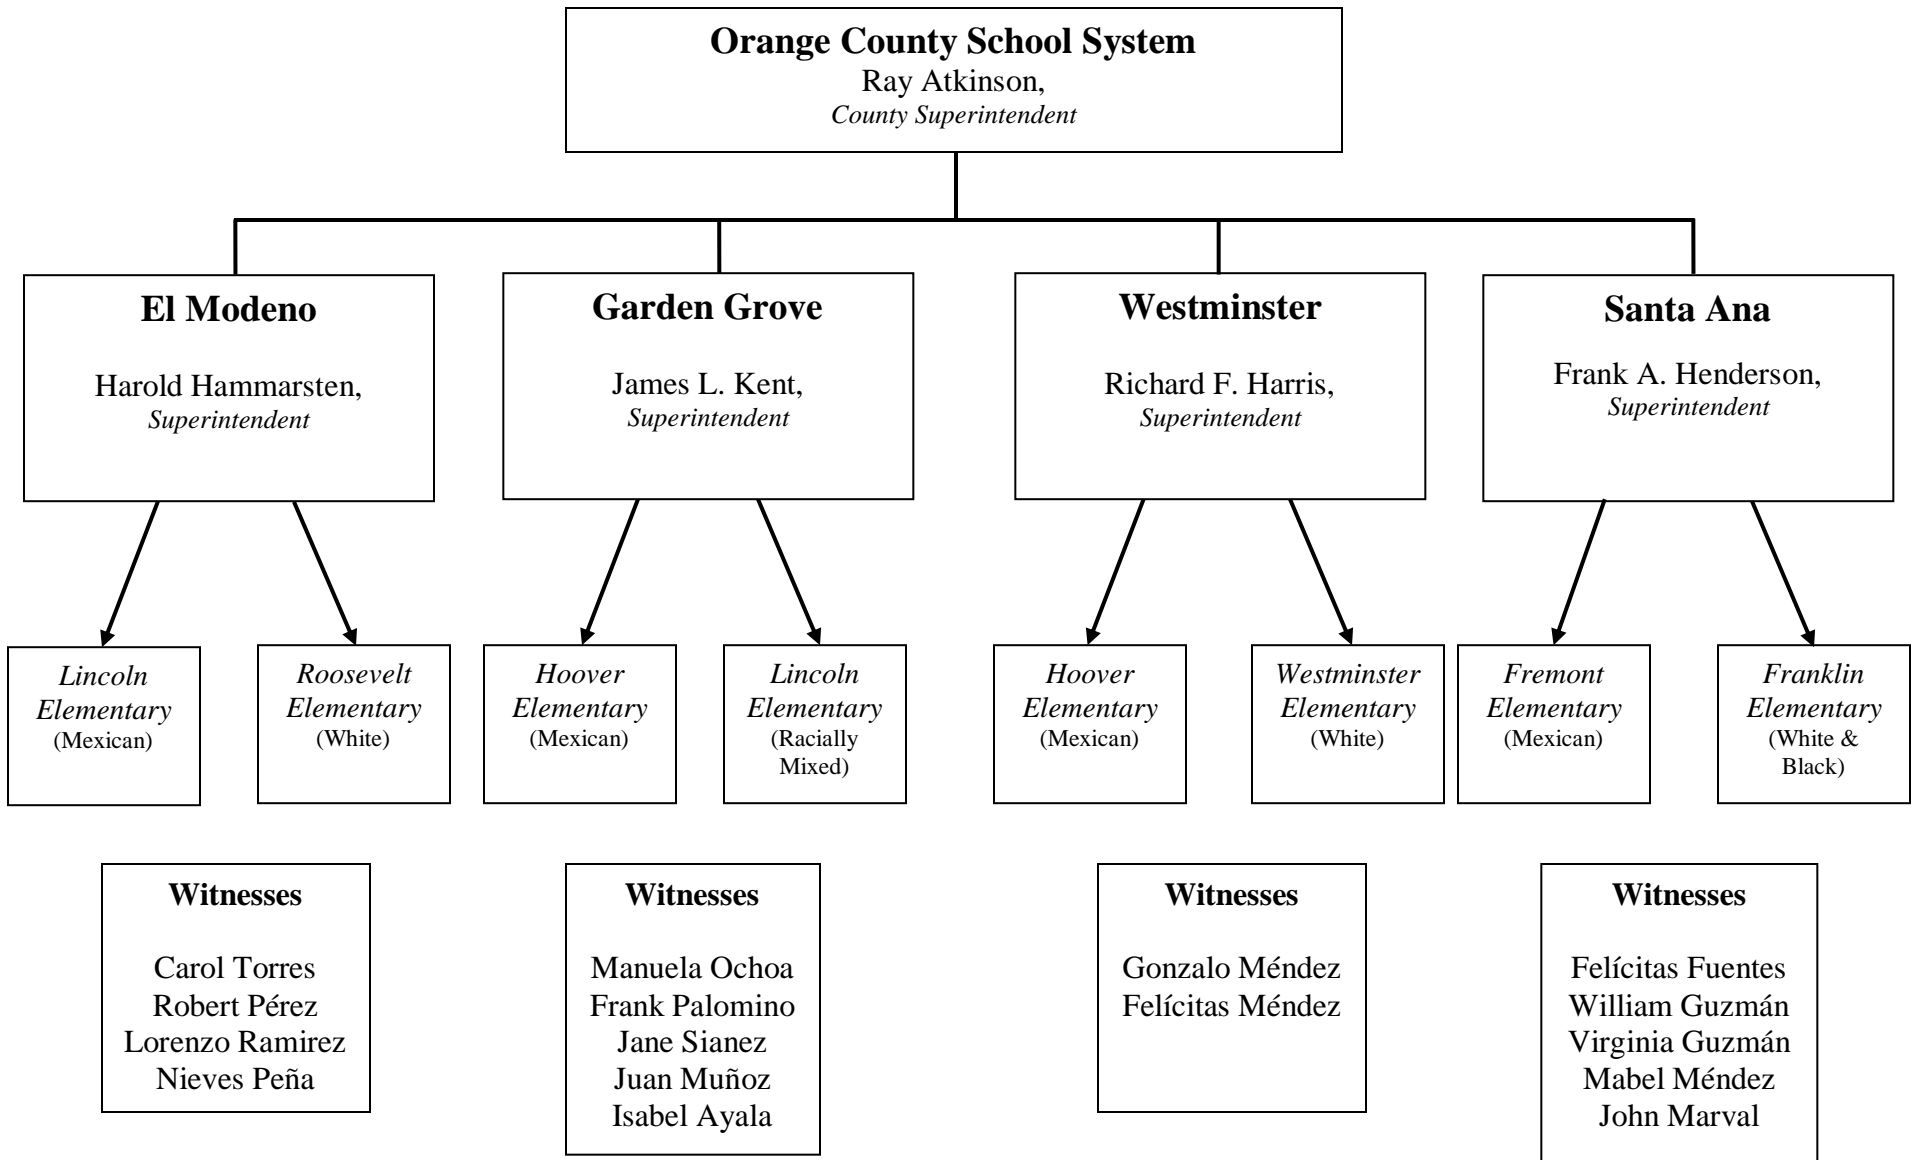 Orange County School System
Ray Atkinson,
County Superintendent
El Modeno
Harold Hammarsten,
Superintendent
Garden Grove
James L. Kent,
Superintendent
Westminster
Richard F. Harris,
Superintendent
Santa Ana
Frank A. Henderson,
Superintendent
Lincoln
Elementary
(Mexican)
Roosevelt
Elementary
(White)
Hoover
Elementary
(Mexican)
Lincoln
Elementary
(Racially
Mixed)
Hoover
Elementary
(Mexican)
Westminster
Elementary
(White)
Fremont
Elementary
(Mexican)
Franklin
Elementary
(White &
Black)
Witnesses
Carol Torres
Robert Pérez
Lorenzo Ramirez
Nieves Peña
Witnesses
Manuela Ochoa
Frank Palomino
Jane Sianez
Juan Muñoz
Isabel Ayala
Witnesses
Gonzalo Méndez
Felícitas Méndez
Witnesses
Felícitas Fuentes
William Guzmán
Virginia Guzmán
Mabel Méndez
John Marval